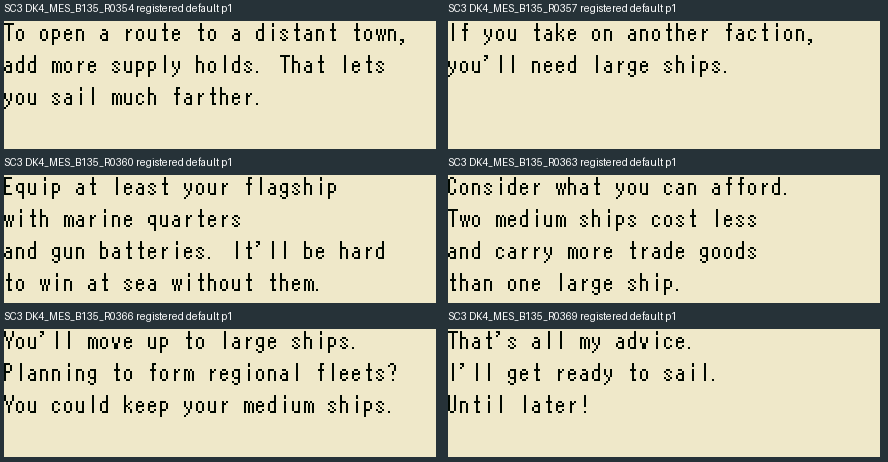 SC3 DK4_MES_B135_R0354 registered default p1
To open a route to a distant town,
add more supply holds. That lets
you sail much farther.
SC3 DK4_MES_B135_R0357 registered default p1
If you take on another faction,
you'll need large ships.
SC3 DK4_MES_B135_R0360 registered default p1
Equip at least your flagship
with marine quarters
and gun batteries. It'll be hard
to win at sea without them.
SC3 DK4_MES_B135_R0363 registered default p1
Consider what you can afford.
Two medium ships cost less
and carry more trade goods
than one large ship.
SC3 DK4_MES_B135_R0366 registered default p1
You'll move up to large ships.
Planning to form regional fleets?
You could keep your medium ships.
SC3 DK4_MES_B135_R0369 registered default p1
That's all my advice.
I'll get ready to sail.
Until later!